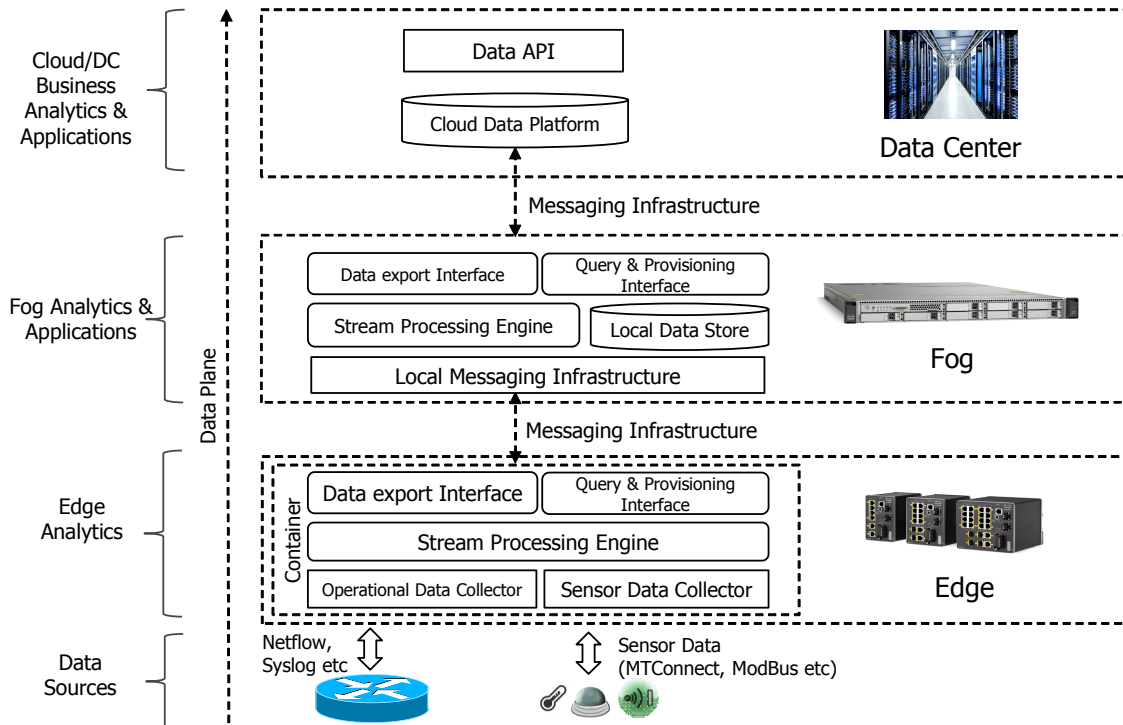 Cloud/DC
Business
Analytics &
Applications
Data API
Cloud Data Platform
Data Center
Messaging Infrastructure
Fog Analytics &
Applications
Data export Interface
Query & Provisioning
Interface
Stream Processing Engine
Local Data Store
Local Messaging Infrastructure
Fog
Data Plane
Messaging Infrastructure
Edge
Analytics
Container
Data export Interface
Query & Provisioning
Interface
Stream Processing Engine
Operational Data Collector
Sensor Data Collector
Edge
Data
Sources
Netflow,
Syslog etc
Sensor Data
(MTConnect, ModBus etc)